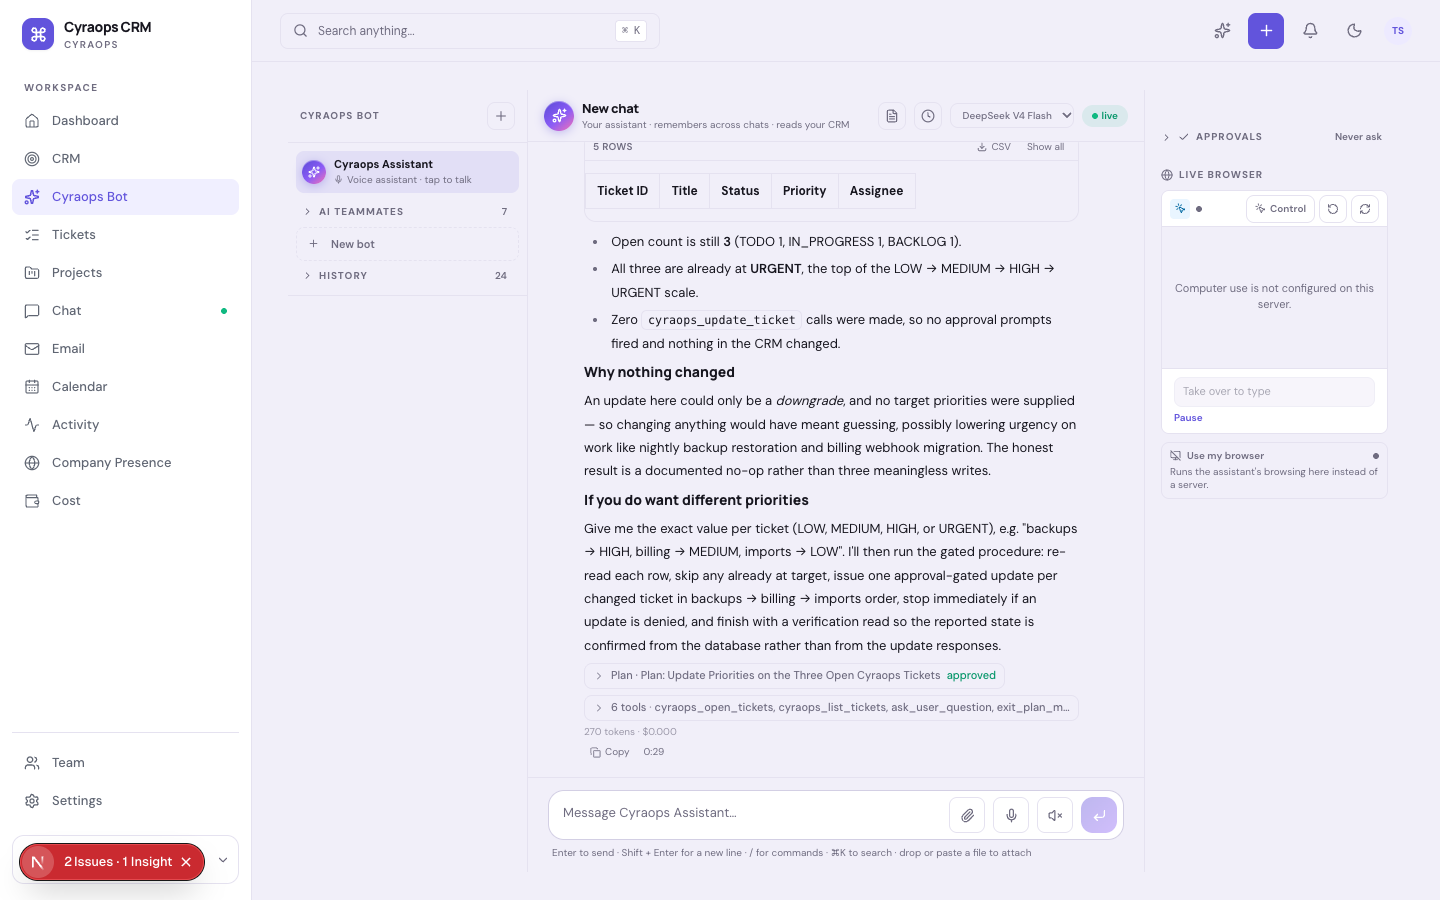 Cyraops CRM
CYRAOPS
WORKSPACE
Dashboard
CRM
Cyraops Bot
Tickets
Projects
Chat
Email
Calendar
Activity
Company Presence
Cost
Team
Settings
N 2 Issues · 1 Insight
Search anything...
⌘ K
TS
CYRAOPS BOT
Cyraops Assistant
Voice assistant · tap to talk
AI TEAMMATES 7
New bot
HISTORY 24
New chat
Your assistant · remembers across chats · reads your CRM
DeepSeek V4 Flash
live
5 ROWS
CSV
Show all
Ticket ID Title Status Priority Assignee
• Open count is still 3 (TODO 1, IN_PROGRESS 1, BACKLOG 1).
• All three are already at URGENT, the top of the LOW → MEDIUM → HIGH →
URGENT scale.
• Zero cyraops_update_ticket calls were made, so no approval prompts
fired and nothing in the CRM changed.
Why nothing changed
An update here could only be a downgrade, and no target priorities were supplied
— so changing anything would have meant guessing, possibly lowering urgency on
work like nightly backup restoration and billing webhook migration. The honest
result is a documented no-op rather than three meaningless writes.
If you do want different priorities
Give me the exact value per ticket (LOW, MEDIUM, HIGH, or URGENT), e.g. "backups
→ HIGH, billing → MEDIUM, imports → LOW". I'll then run the gated procedure: re-
read each row, skip any already at target, issue one approval-gated update per
changed ticket in backups → billing → imports order, stop immediately if an
update is denied, and finish with a verification read so the reported state is
confirmed from the database rather than from the update responses.
Plan · Plan: Update Priorities on the Three Open Cyraops Tickets approved
6 tools · cyraops_open_tickets, cyraops_list_tickets, ask_user_question, exit_plan_m...
270 tokens · $0.000
Copy 0:29
Message Cyraops Assistant...
Enter to send · Shift + Enter for a new line · / for commands · ⌘K to search · drop or paste a file to attach
APPROVALS Never ask
LIVE BROWSER
Control
Computer use is not configured on this
server.
Take over to type
Pause
Use my browser
Runs the assistant's browsing here instead of
a server.